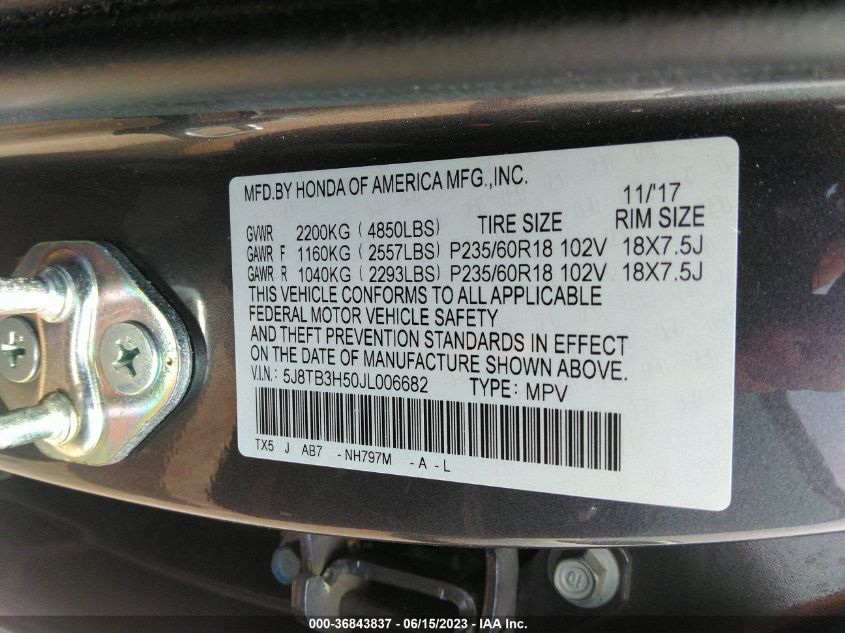 MFD.BY HONDA OF AMERICA MFG.,INC. 11/'17
GVWR 2200KG ( 4850LBS) TIRE SIZE RIM SIZE
GAWR F 1160KG ( 2557LBS) P235/60R18 102V 18X7.5J
GAWR R 1040KG ( 2293LBS) P235/60R18 102V 18X7.5J
THIS VEHICLE CONFORMS TO ALL APPLICABLE
FEDERAL MOTOR VEHICLE SAFETY
AND THEFT PREVENTION STANDARDS IN EFFECT
ON THE DATE OF MANUFACTURE SHOWN ABOVE.
V.I.N.: 5J8TB3H50JL006682 TYPE: MPV
TX5 J AB7 -NH797M -A -L
000-36843837 - 06/15/2023 - IAA Inc.